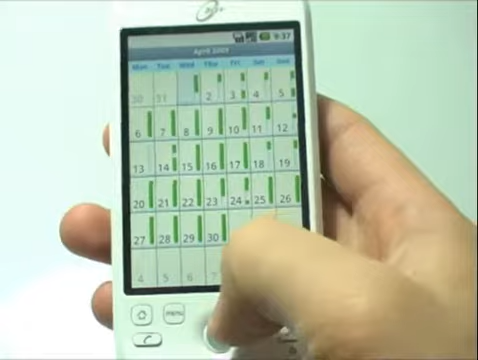 9:37
April 2009
Mon Tue Wed Thu Fri Sat Sun
30 31 2 3 4 5
6 7 8 9 10 11 12
13 14 15 16 17 18 19
20 21 22 23 24 25 26
27 28 29 30
4 5 6 7
menu